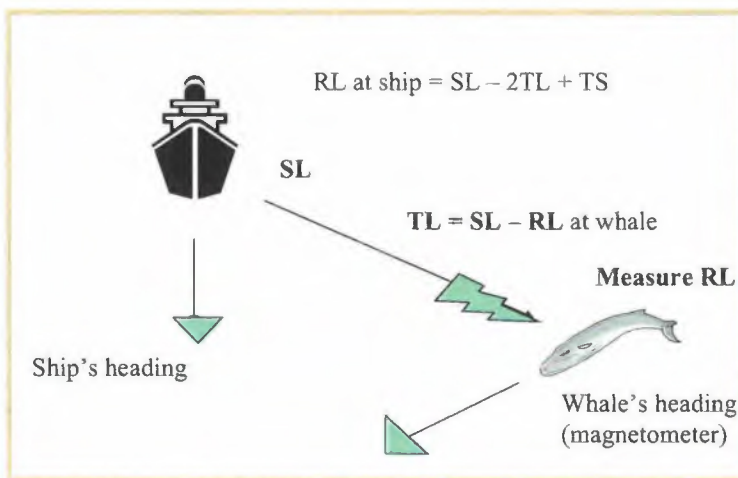 RL at ship = SL – 2TL + TS
SL
TL = SL – RL at whale
Measure RL
Ship's heading
Whale's heading
(magnetometer)